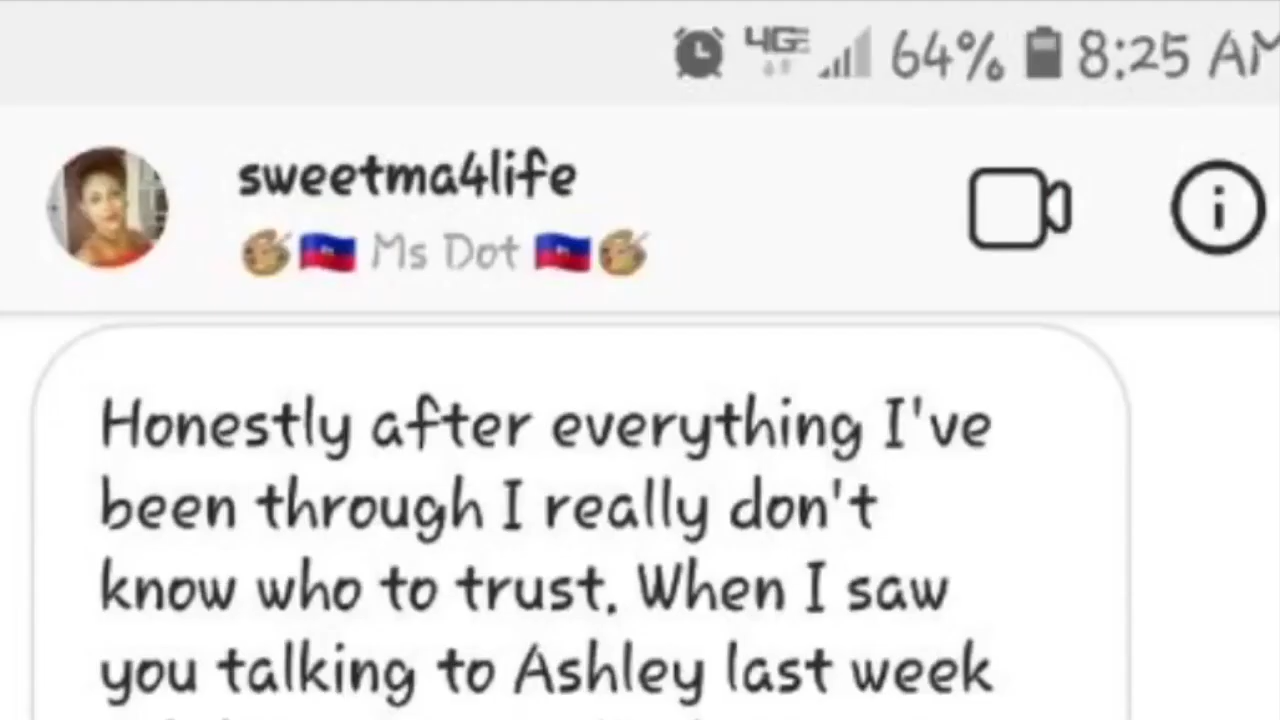 64% 8:25 AM
sweetma4life
Ms Dot
Honestly after everything I've
been through I really don't
know who to trust. When I saw
you talking to Ashley last week